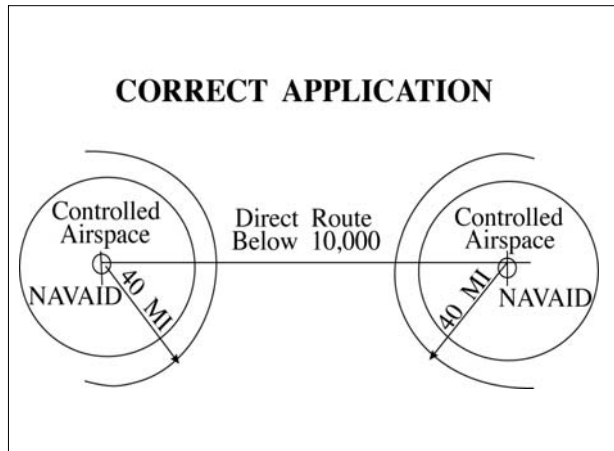 CORRECT APPLICATION
Controlled
Airspace
NAVAID
40 MI
Direct Route
Below 10,000
Controlled
Airspace
NAVAID
40 MI